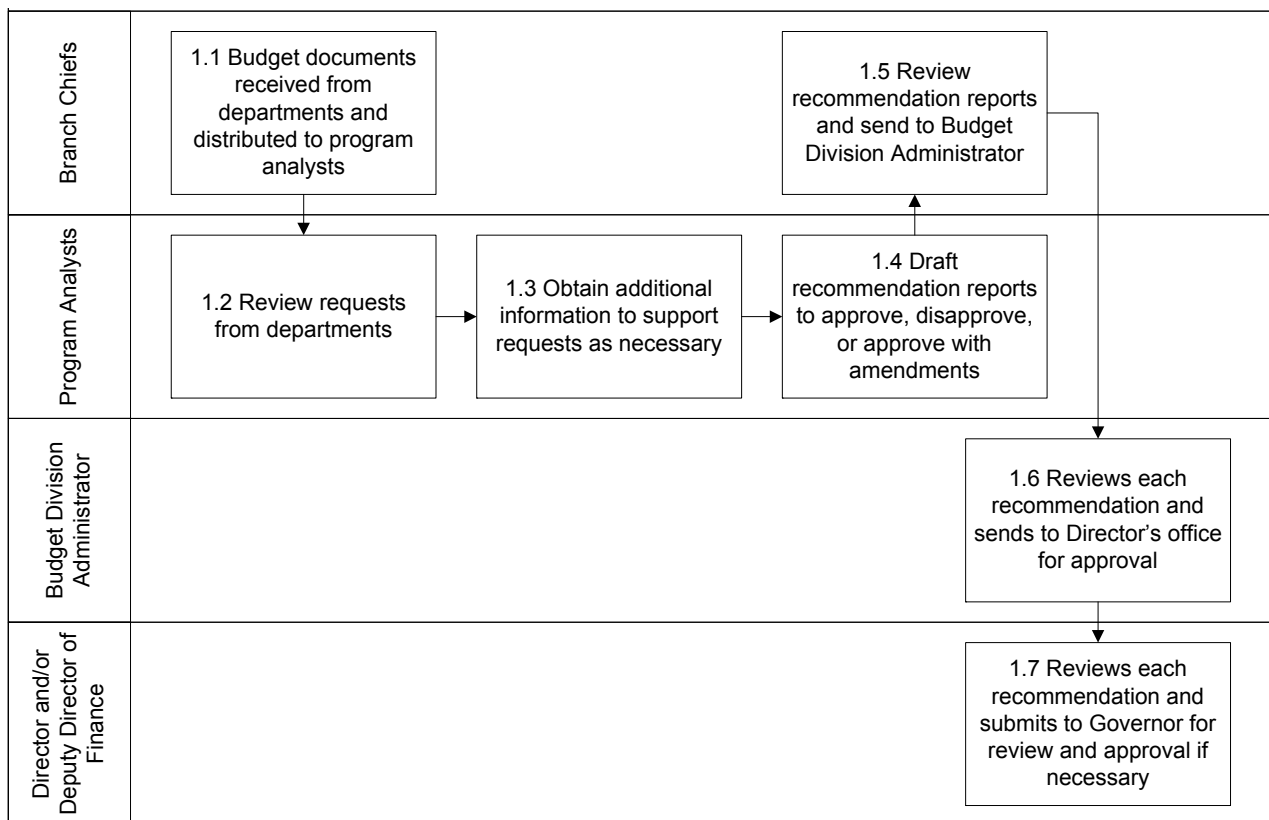 Branch Chiefs
1.1 Budget documents
received from
departments and
distributed to program
analysts
1.5 Review
recommendation reports
and send to Budget
Division Administrator
Program Analysts
1.2 Review requests
from departments
1.3 Obtain additional
information to support
requests as necessary
1.4 Draft
recommendation reports
to approve, disapprove,
or approve with
amendments
Budget Division
Administrator
1.6 Reviews each
recommendation and
sends to Director’s office
for approval
Director and/or
Deputy Director of
Finance
1.7 Reviews each
recommendation and
submits to Governor for
review and approval if
necessary